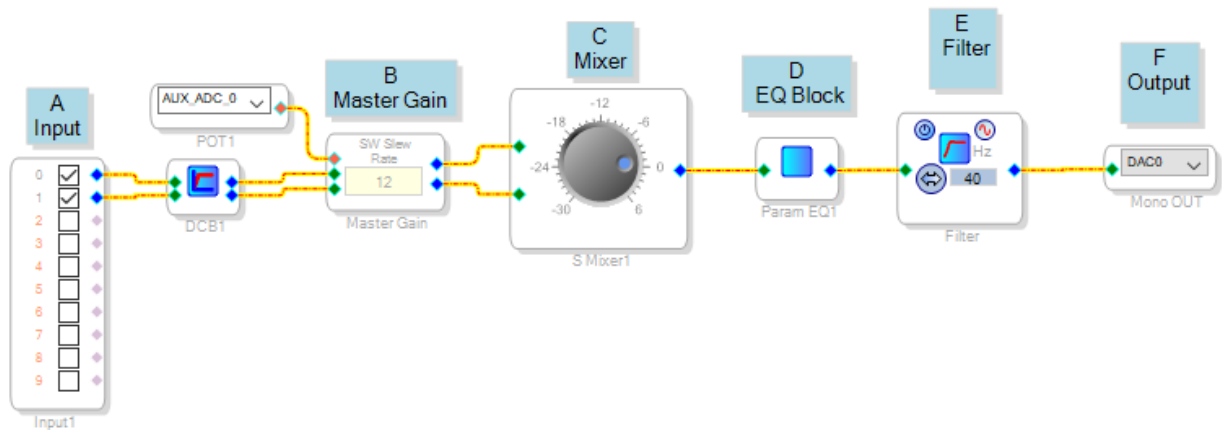 A
Input
0
1
2
3
4
5
6
7
8
9
Input1
AUX_ADC_0
POT1
DCB1
B
Master Gain
SW Slew
Rate
12
Master Gain
C
Mixer
-12
-18
-6
-24
0
-30
6
S Mixer1
D
EQ Block
Param EQ1
E
Filter
Hz
40
Filter
F
Output
DAC0
Mono OUT